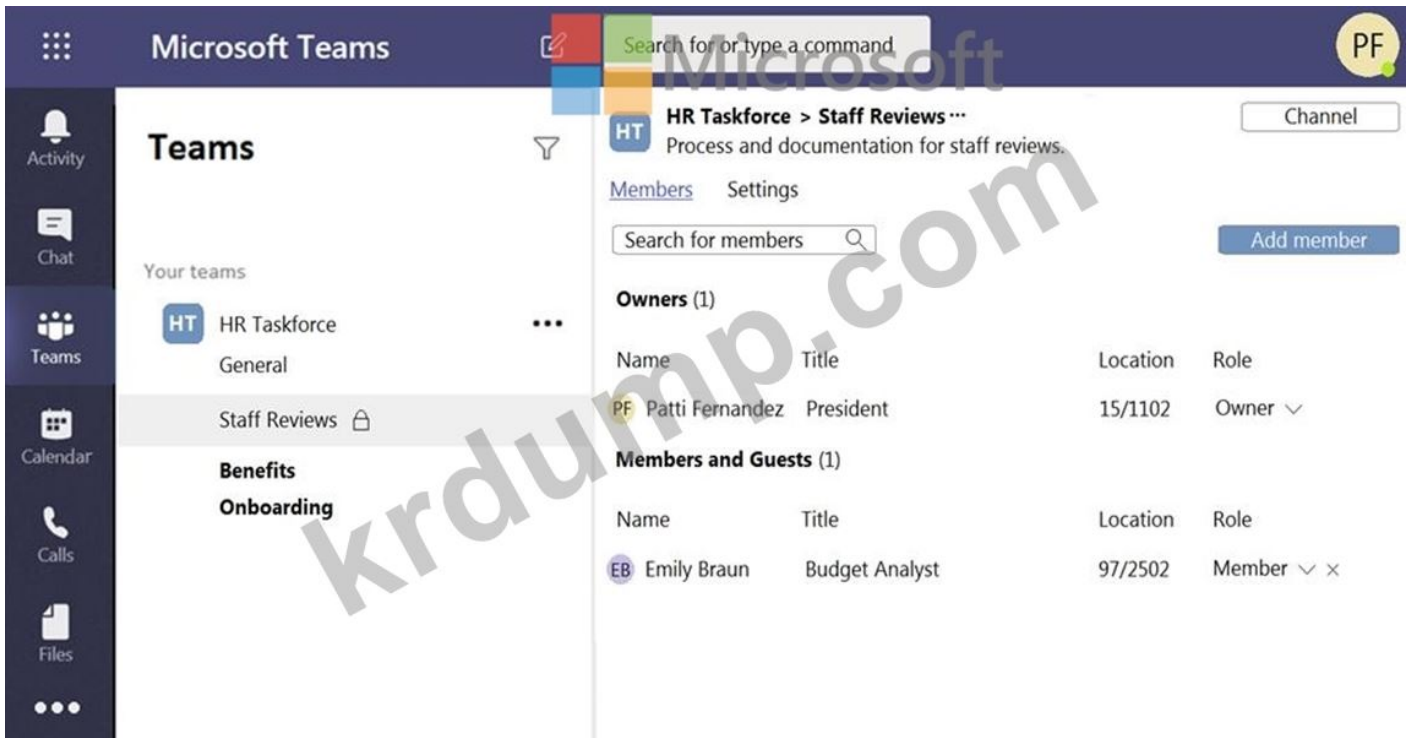 Microsoft Teams
Search for or type a command
PF
Microsoft
Activity
Chat
Teams
Calendar
Calls
Files
Teams
Your teams
HT HR Taskforce
General
Staff Reviews
Benefits
Onboarding
HT
HR Taskforce > Staff Reviews ···
Process and documentation for staff reviews.
Channel
Members Settings
Search for members
Add member
Owners (1)
Name Title Location Role
PF Patti Fernandez President 15/1102 Owner
Members and Guests (1)
Name Title Location Role
EB Emily Braun Budget Analyst 97/2502 Member
krdump.com